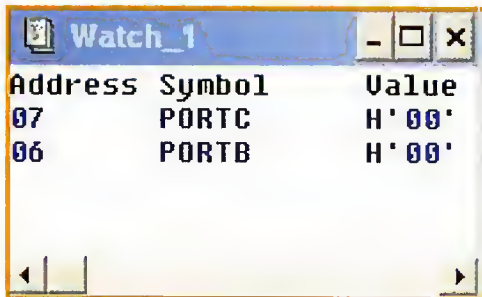 Watch_1
Address Symbol Value
07 PORTC H'00'
06 PORTB H'00'